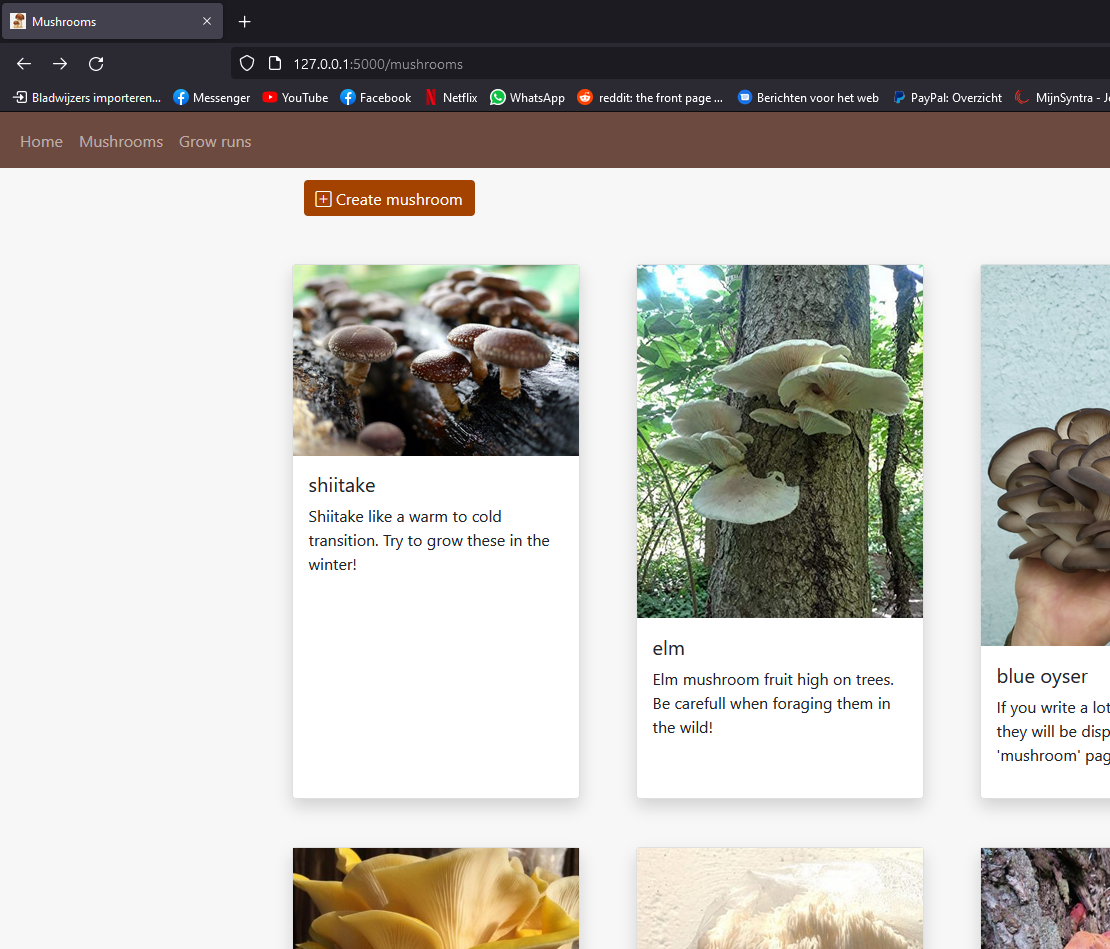 Mushrooms
127.0.0.1:5000/mushrooms
Bladwijzers importeren... Messenger YouTube Facebook Netflix WhatsApp reddit: the front page ... Berichten voor het web PayPal: Overzicht MijnSyntra - J
Home Mushrooms Grow runs
Create mushroom
shiitake
Shiitake like a warm to cold
transition. Try to grow these in the
winter!
elm
Elm mushroom fruit high on trees.
Be carefull when foraging them in
the wild!
blue oyser
If you write a lot
they will be disp
'mushroom' pag